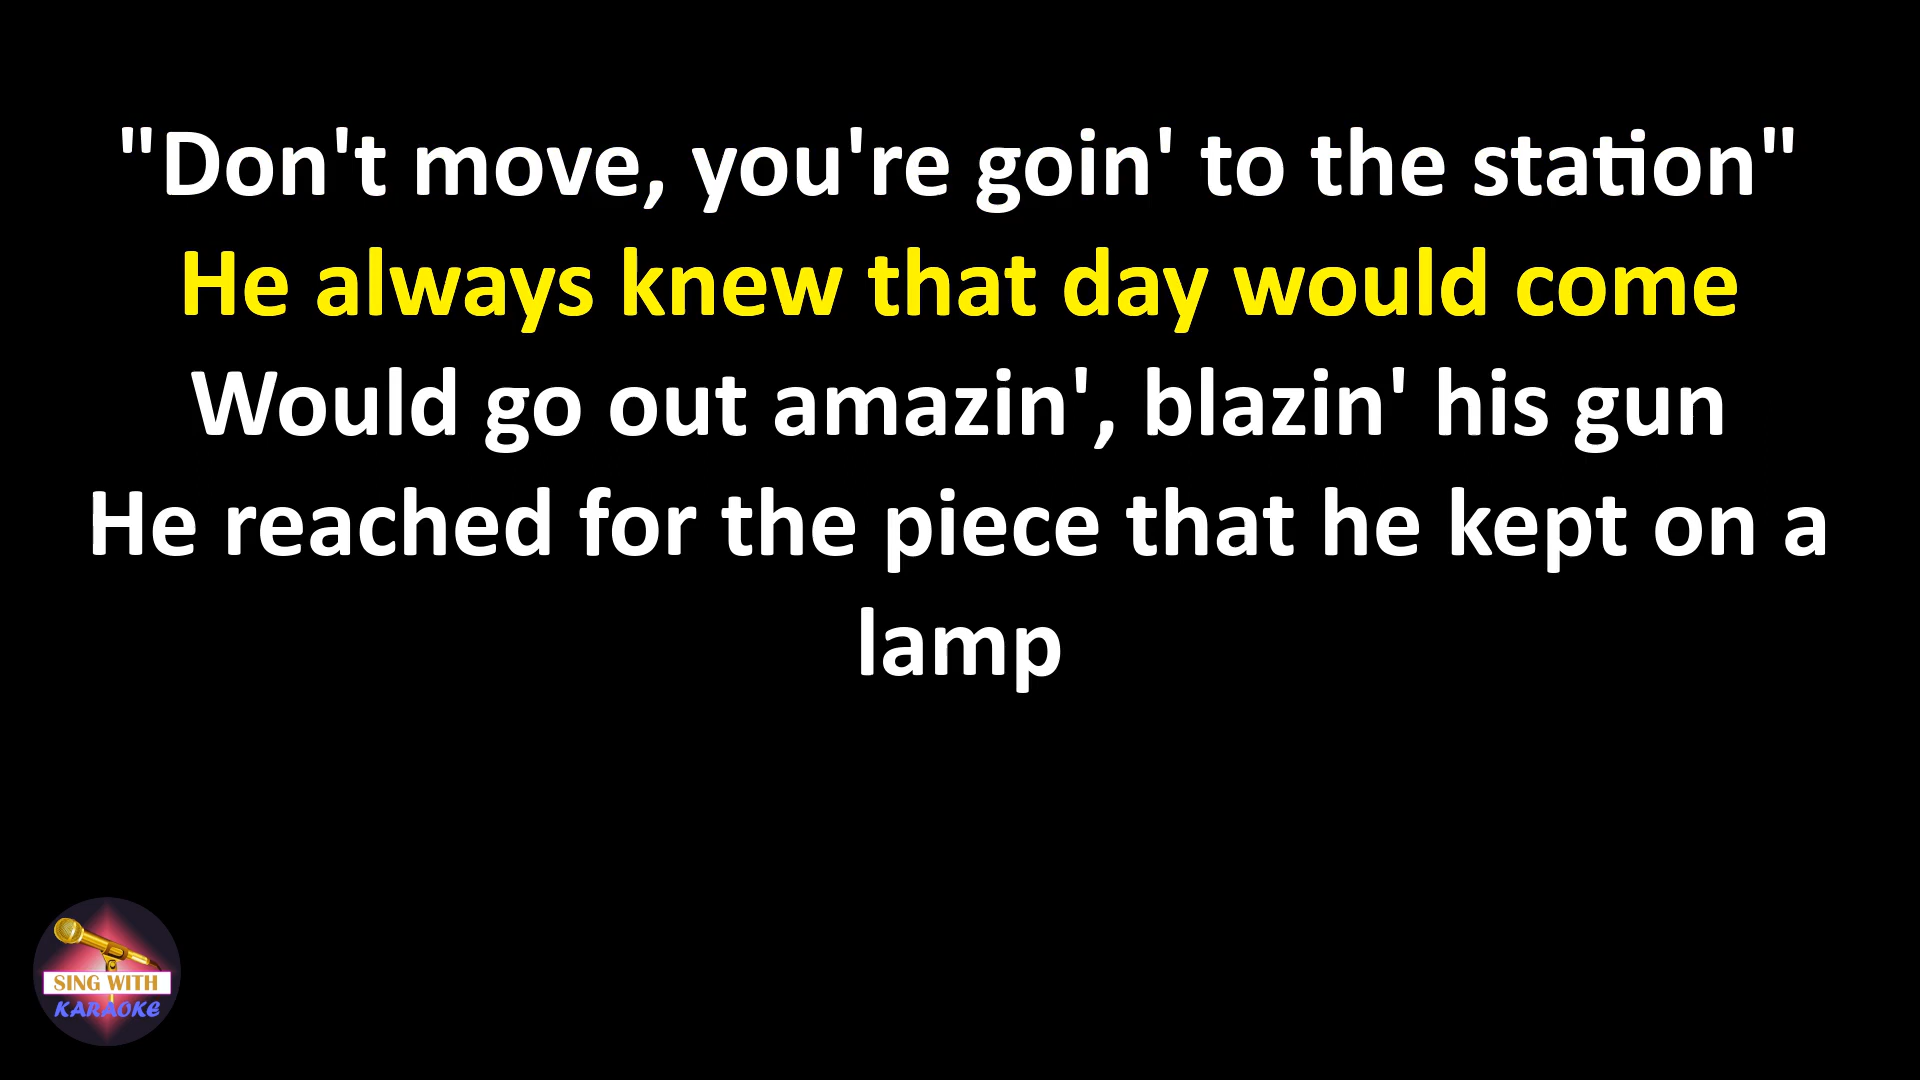 "Don't move, you're goin' to the station"
He always knew that day would come
Would go out amazin', blazin' his gun
He reached for the piece that he kept on a
lamp
SING WITH
KARAOKE